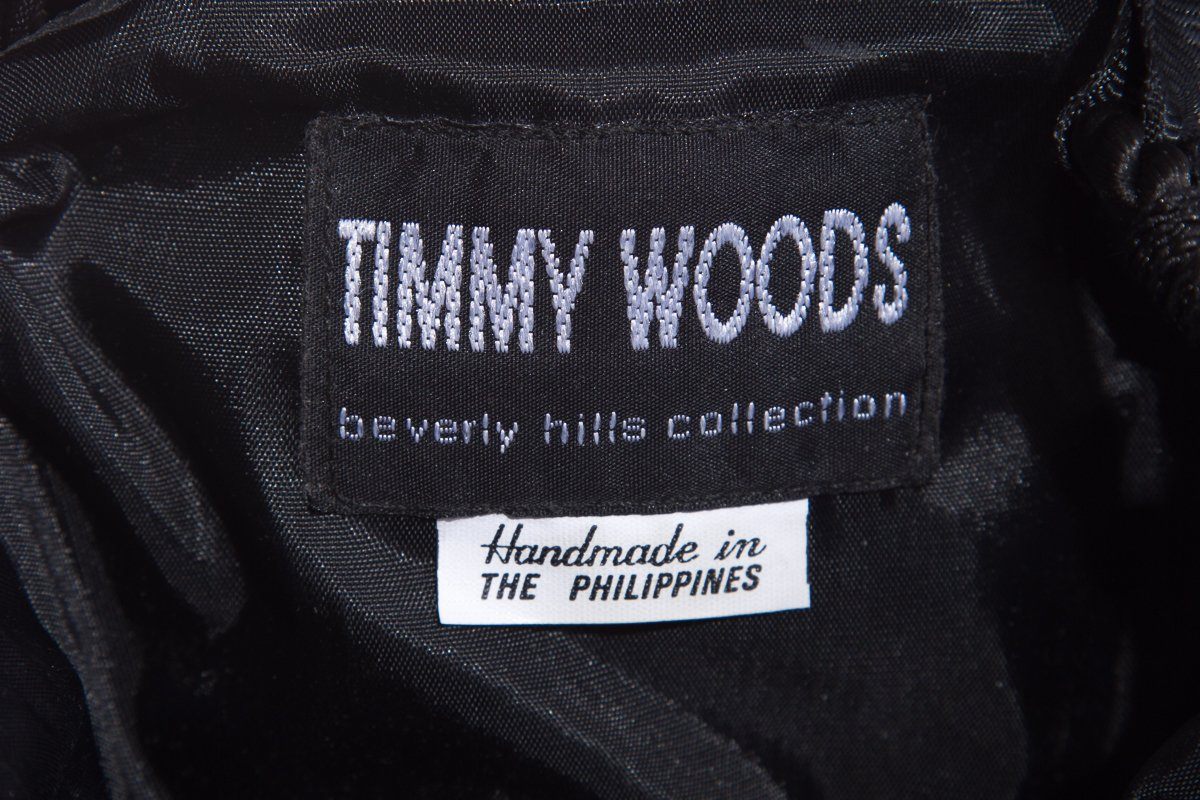 TIMMY WOODS
beverly hills collection
Handmade in
THE PHILIPPINES